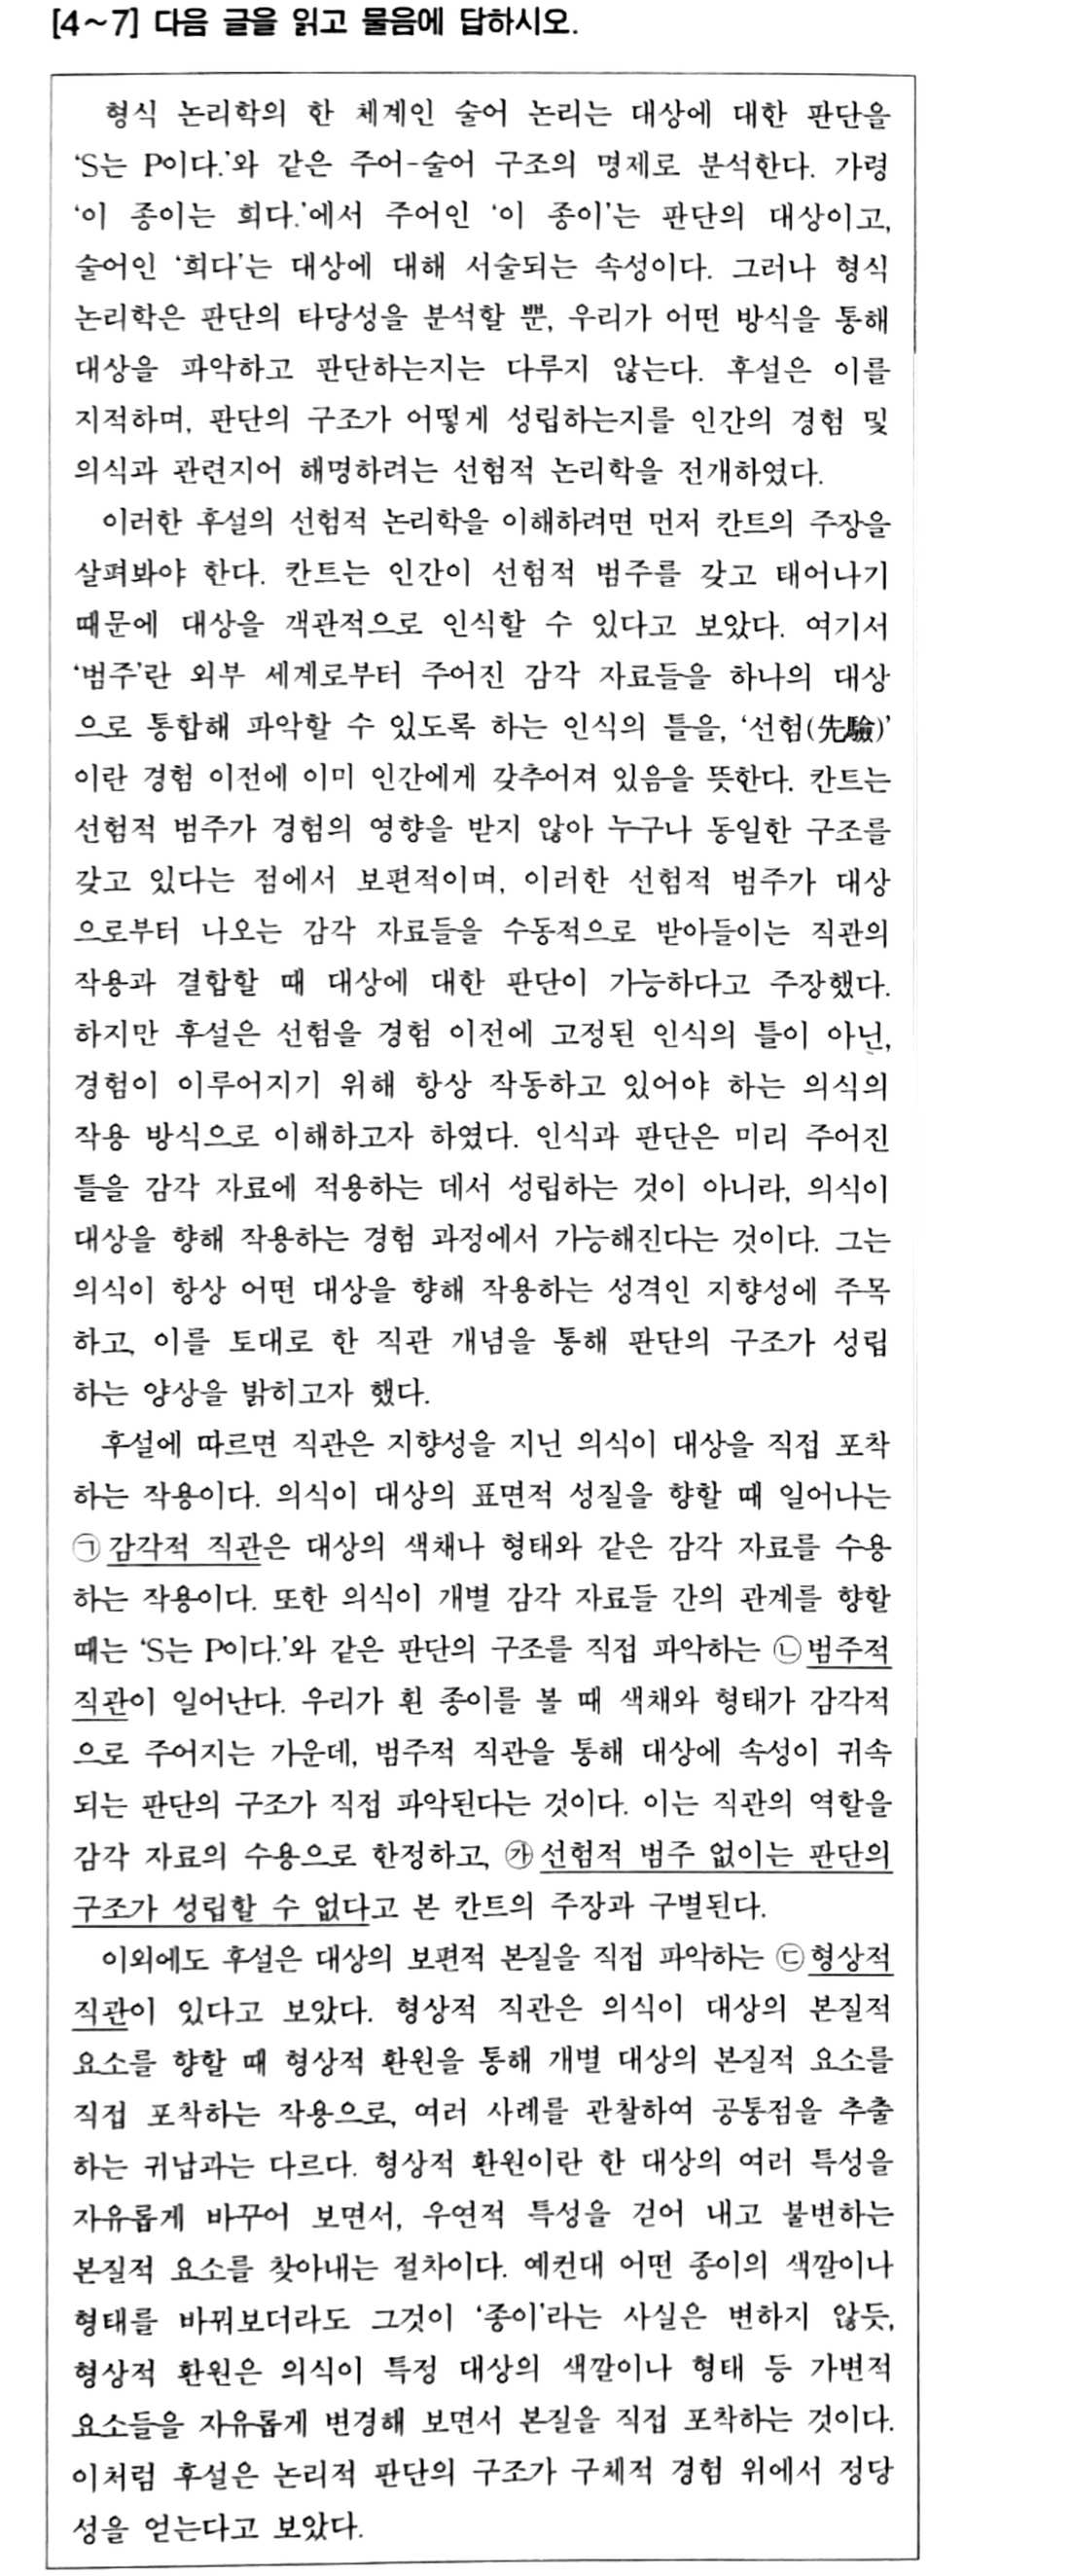 [4~7] 다음 글을 읽고 물음에 답하시오.
형식 논리학의 한 체계인 술어 논리는 대상에 대한 판단을
‘S는 P이다.’와 같은 주어-술어 구조의 명제로 분석한다. 가령
‘이 종이는 희다.’에서 주어인 ‘이 종이’는 판단의 대상이고,
술어인 ‘희다’는 대상에 대해 서술되는 속성이다. 그러나 형식
논리학은 판단의 타당성을 분석할 뿐, 우리가 어떤 방식을 통해
대상을 파악하고 판단하는지는 다루지 않는다. 후설은 이를
지적하며, 판단의 구조가 어떻게 성립하는지를 인간의 경험 및
의식과 관련지어 해명하려는 선험적 논리학을 전개하였다.
이러한 후설의 선험적 논리학을 이해하려면 먼저 칸트의 주장을
살펴봐야 한다. 칸트는 인간이 선험적 범주를 갖고 태어나기
때문에 대상을 객관적으로 인식할 수 있다고 보았다. 여기서
‘범주’란 외부 세계로부터 주어진 감각 자료들을 하나의 대상
으로 통합해 파악할 수 있도록 하는 인식의 틀을, ‘선험(先驗)’
이란 경험 이전에 이미 인간에게 갖추어져 있음을 뜻한다. 칸트는
선험적 범주가 경험의 영향을 받지 않아 누구나 동일한 구조를
갖고 있다는 점에서 보편적이며, 이러한 선험적 범주가 대상
으로부터 나오는 감각 자료들을 수동적으로 받아들이는 직관의
작용과 결합할 때 대상에 대한 판단이 가능하다고 주장했다.
하지만 후설은 선험을 경험 이전에 고정된 인식의 틀이 아닌,
경험이 이루어지기 위해 항상 작동하고 있어야 하는 의식의
작용 방식으로 이해하고자 하였다. 인식과 판단은 미리 주어진
틀을 감각 자료에 적용하는 데서 성립하는 것이 아니라, 의식이
대상을 향해 작용하는 경험 과정에서 가능해진다는 것이다. 그는
의식이 항상 어떤 대상을 향해 작용하는 성격인 지향성에 주목
하고, 이를 토대로 한 직관 개념을 통해 판단의 구조가 성립
하는 양상을 밝히고자 했다.
후설에 따르면 직관은 지향성을 지닌 의식이 대상을 직접 포착
하는 작용이다. 의식이 대상의 표면적 성질을 향할 때 일어나는
㉠감각적 직관은 대상의 색채나 형태와 같은 감각 자료를 수용
하는 작용이다. 또한 의식이 개별 감각 자료들 간의 관계를 향할
때는 ‘S는 P이다.’와 같은 판단의 구조를 직접 파악하는 ㉡범주적
직관이 일어난다. 우리가 흰 종이를 볼 때 색채와 형태가 감각적
으로 주어지는 가운데, 범주적 직관을 통해 대상에 속성이 귀속
되는 판단의 구조가 직접 파악된다는 것이다. 이는 직관의 역할을
감각 자료의 수용으로 한정하고, ㉮선험적 범주 없이는 판단의
구조가 성립할 수 없다고 본 칸트의 주장과 구별된다.
이외에도 후설은 대상의 보편적 본질을 직접 파악하는 ㉢형상적
직관이 있다고 보았다. 형상적 직관은 의식이 대상의 본질적
요소를 향할 때 형상적 환원을 통해 개별 대상의 본질적 요소를
직접 포착하는 작용으로, 여러 사례를 관찰하여 공통점을 추출
하는 귀납과는 다르다. 형상적 환원이란 한 대상의 여러 특성을
자유롭게 바꾸어 보면서, 우연적 특성을 걷어 내고 불변하는
본질적 요소를 찾아내는 절차이다. 예컨대 어떤 종이의 색깔이나
형태를 바꿔보더라도 그것이 ‘종이’라는 사실은 변하지 않듯,
형상적 환원은 의식이 특정 대상의 색깔이나 형태 등 가변적
요소들을 자유롭게 변경해 보면서 본질을 직접 포착하는 것이다.
이처럼 후설은 논리적 판단의 구조가 구체적 경험 위에서 정당
성을 얻는다고 보았다.